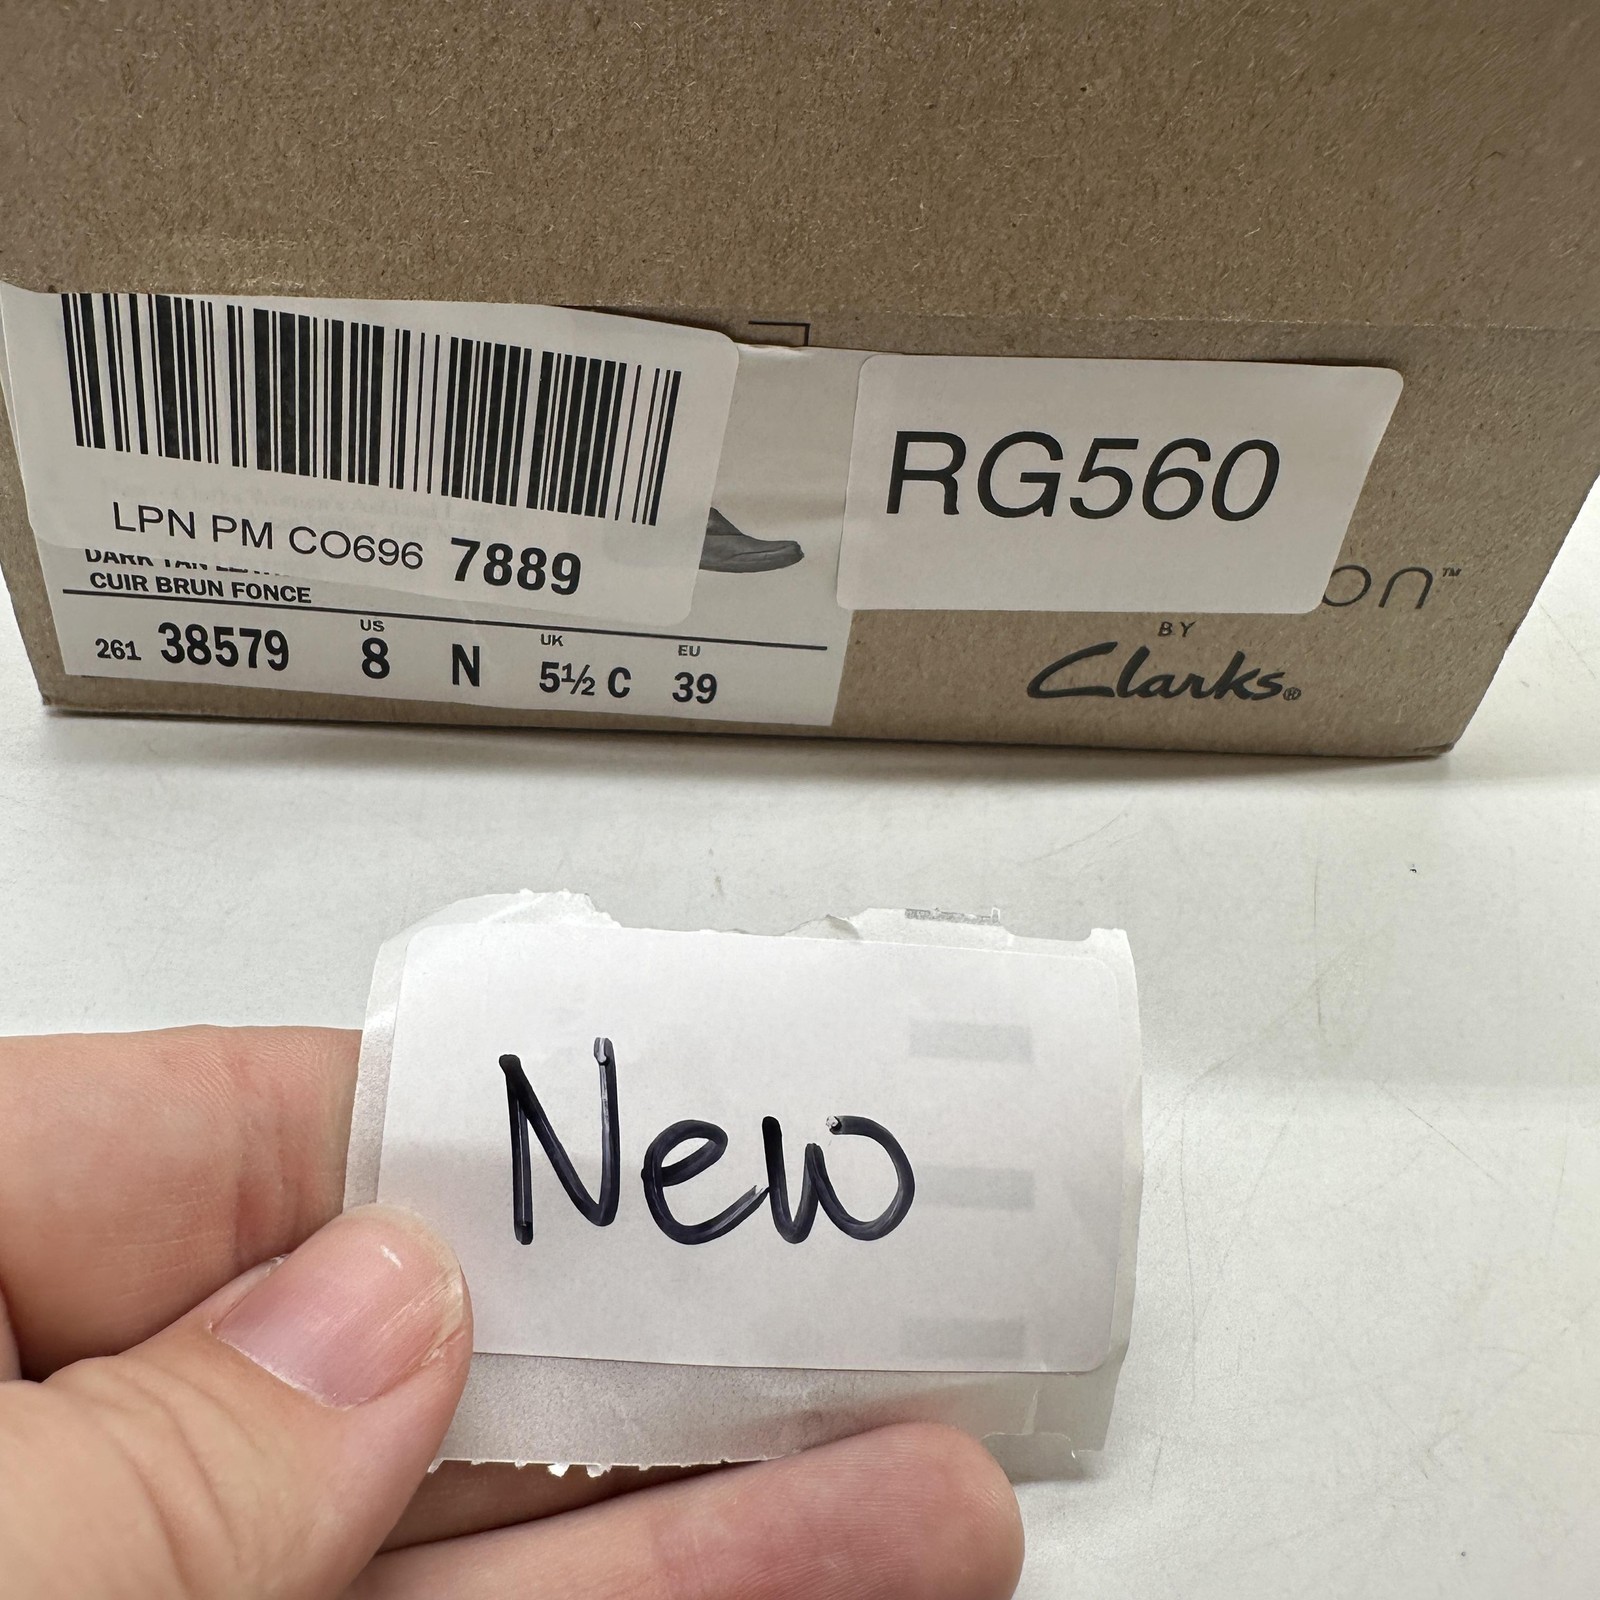 LPN PM CO696 7889
RG560
DARK TAN
CUIR BRUN FONCE
261 38579 US 8 N UK 5½ C EU 39
on™
BY
Clarks®
New